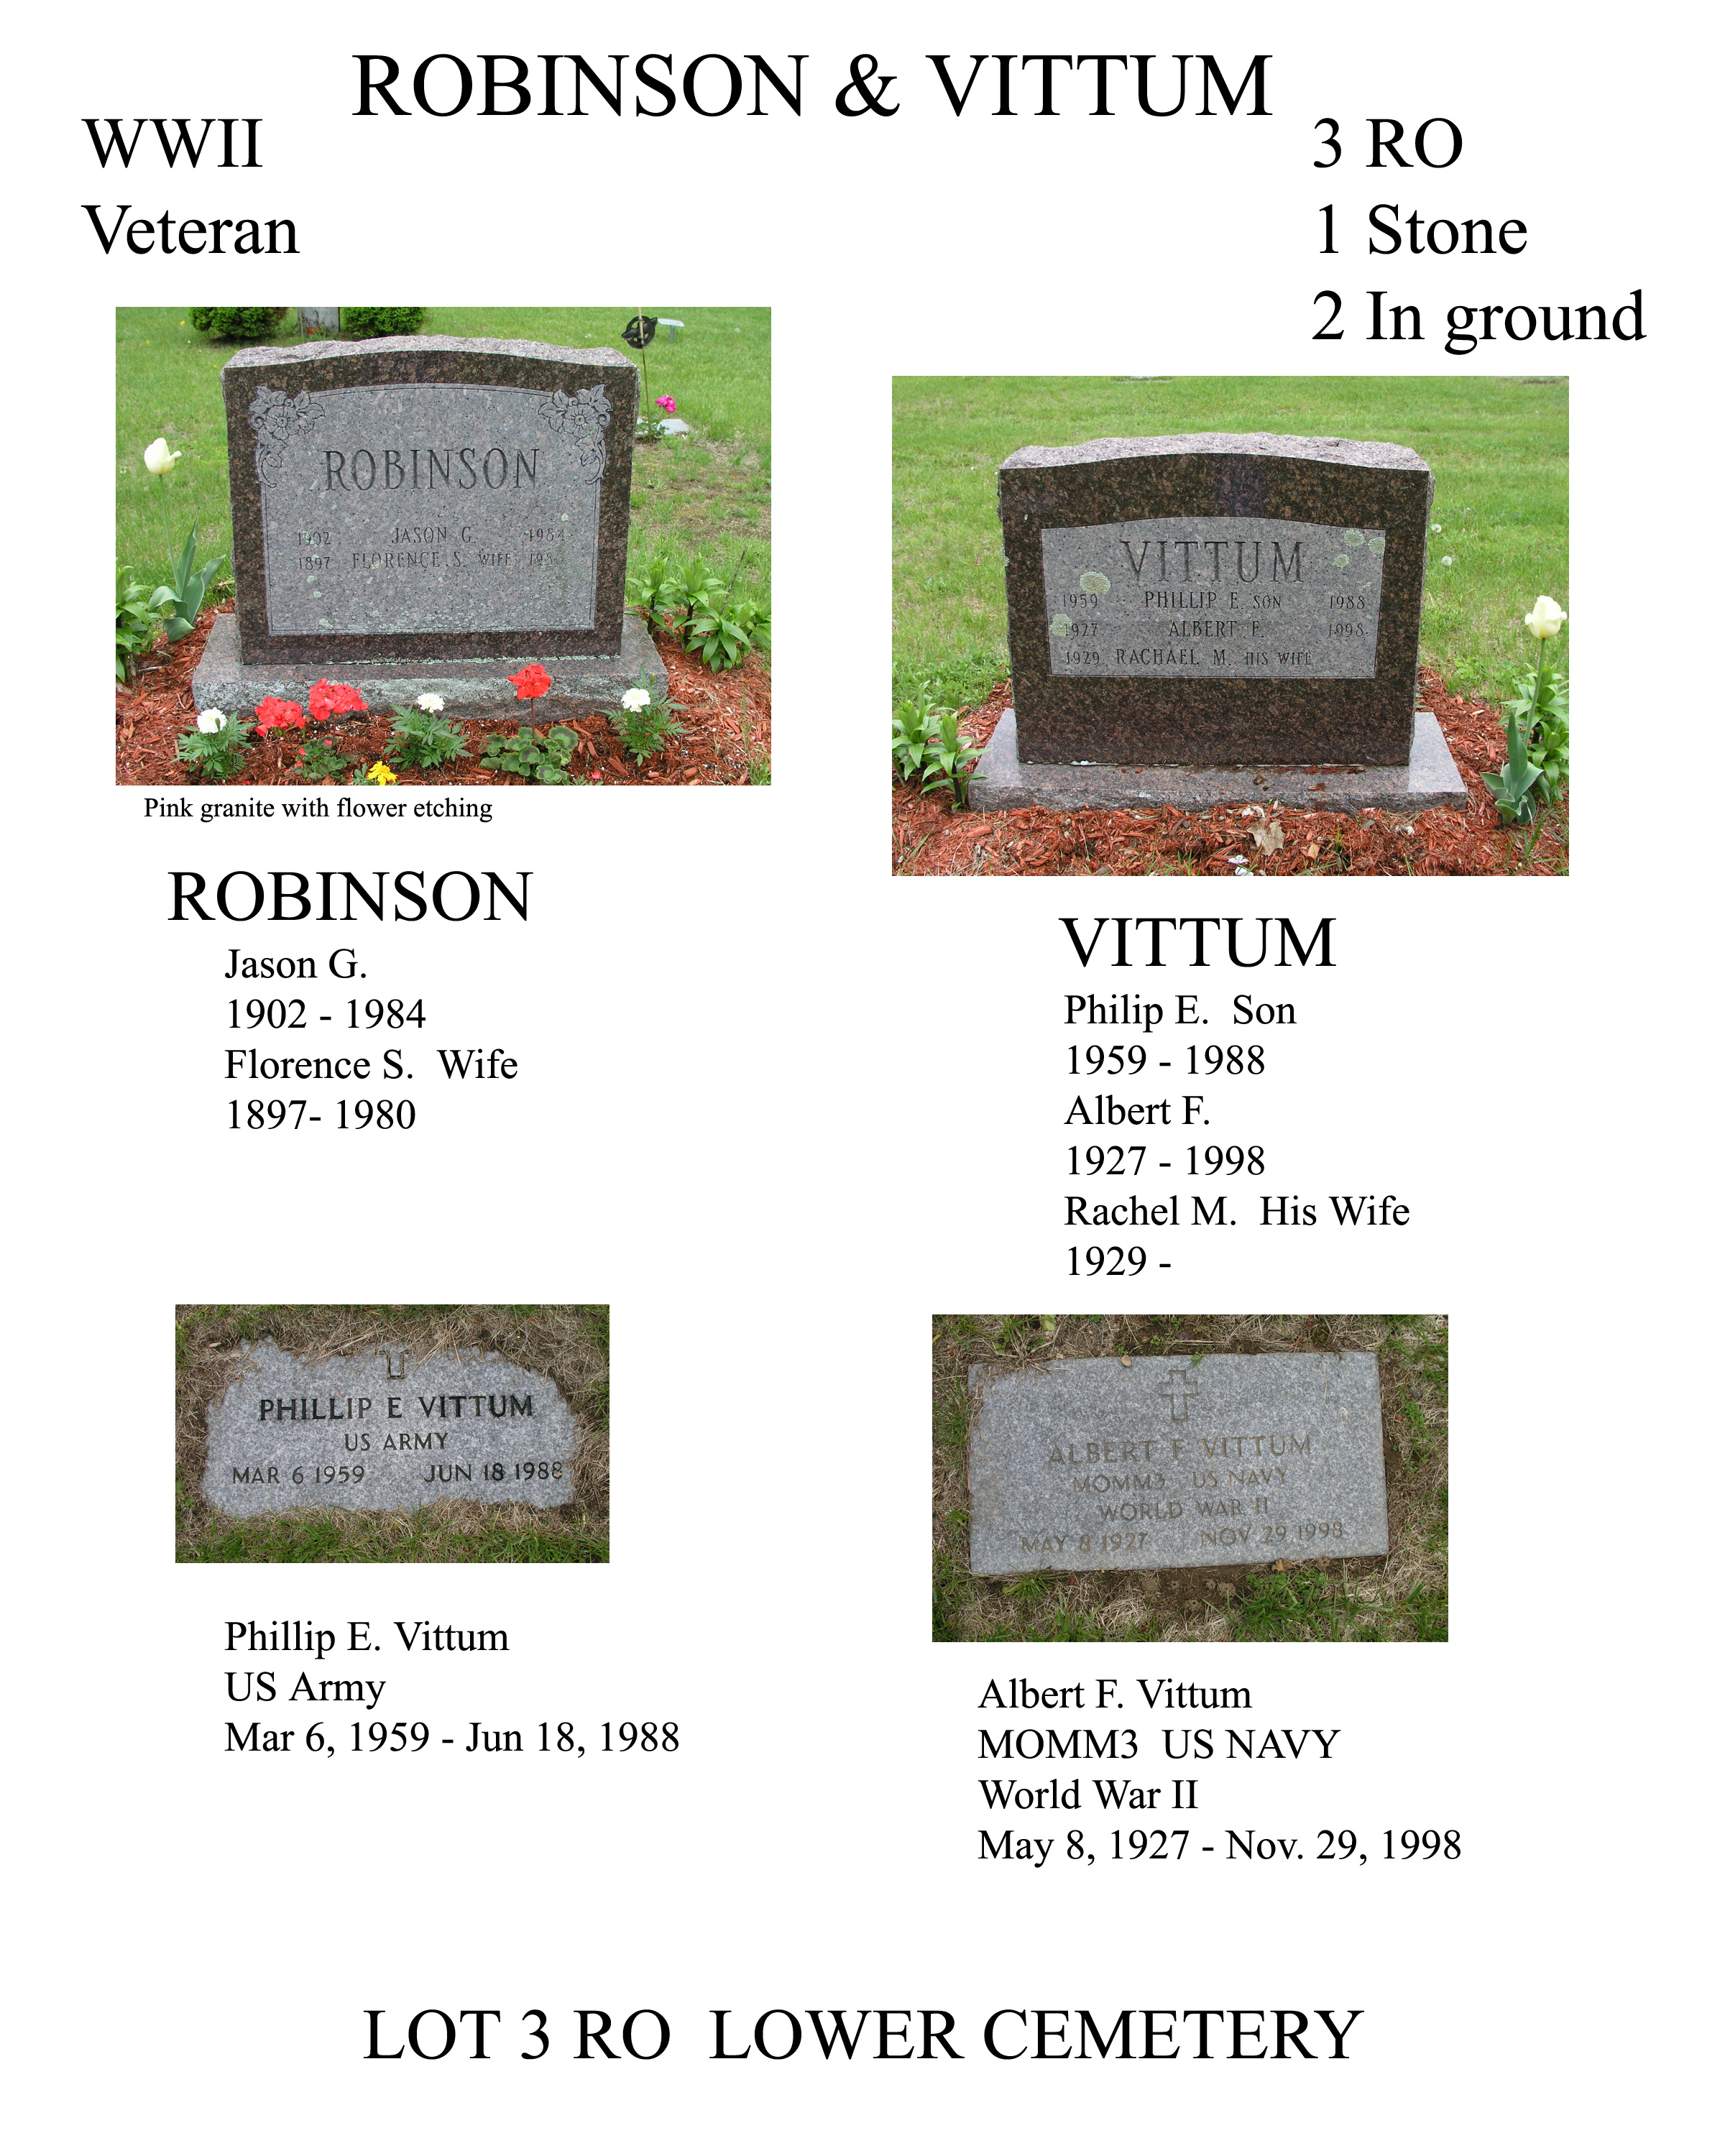 ROBINSON & VITTUM
WWII
Veteran
3 RO
1 Stone
2 In ground
ROBINSON
1902 JASON G. 1984
1897 FLORENCE S. WIFE
VITTUM
1959 PHILLIP E. SON 1988
1927 ALBERT F. 1998
1929 RACHAEL M. HIS WIFE
Pink granite with flower etching
ROBINSON
Jason G.
1902 - 1984
Florence S. Wife
1897- 1980
VITTUM
Philip E. Son
1959 - 1988
Albert F.
1927 - 1998
Rachel M. His Wife
1929 -
PHILLIP E VITTUM
US ARMY
MAR 6 1959 JUN 18 1988
ALBERT F VITTUM
MOMM3 US NAVY
WORLD WAR II
MAY 8 1927 NOV 29 1998
Phillip E. Vittum
US Army
Mar 6, 1959 - Jun 18, 1988
Albert F. Vittum
MOMM3 US NAVY
World War II
May 8, 1927 - Nov. 29, 1998
LOT 3 RO LOWER CEMETERY